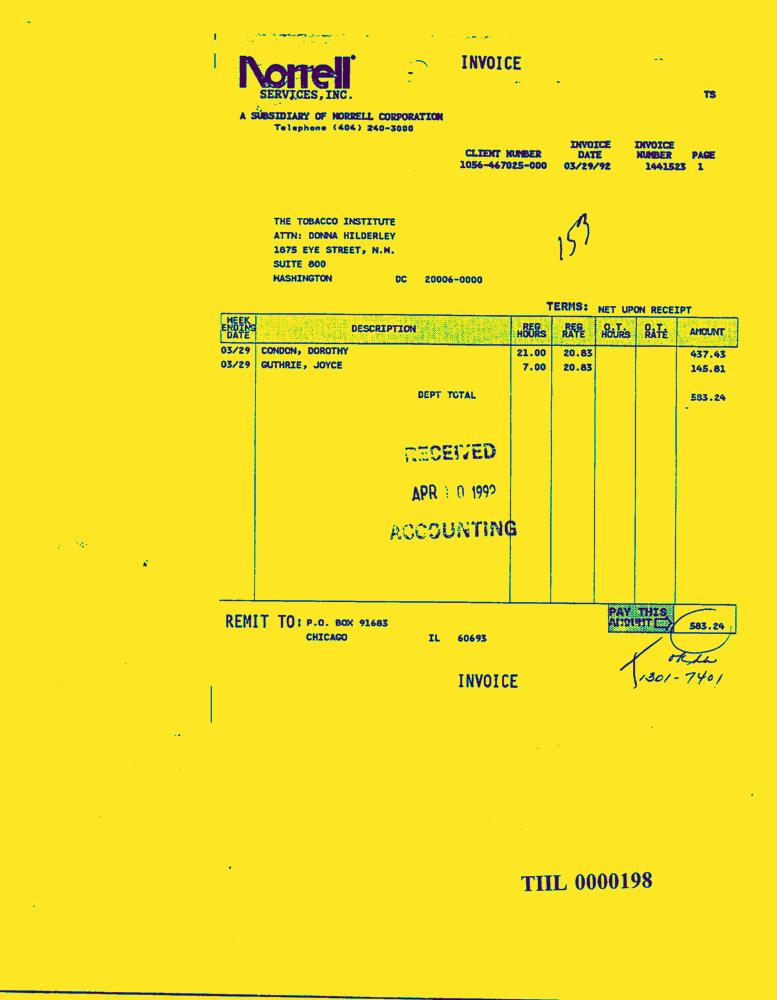 Norrell
SERVICES, INC.
INVOICE
TS
A SUBSIDIARY OF NORRELL CORPORATION
Telephone (404) 240-3000
CLIENT NUMBER INVOICE DATE INVOICE NUMBER PAGE
1056-467025-000 03/29/92 1441523 1
THE TOBACCO INSTITUTE
ATTN: DONNA HILDERLEY
1875 EYE STREET, N.W.
SUITE 800
WASHINGTON DC 20006-0000
153
TERMS: NET UPON RECEIPT
WEEK ENDING DATE DESCRIPTION REG HOURS REG RATE O.T. HOURS O.T. RATE AMOUNT
03/29 CONDON, DOROTHY 21.00 20.83 437.43
03/29 GUTHRIE, JOYCE 7.00 20.83 145.81
DEPT TOTAL 583.24
RECEIVED
APR 10 1992
ACCOUNTING
REMIT TO: P.O. BOX 91683
CHICAGO IL 60693
PAY THIS AMOUNT 583.24
1301-7401
INVOICE
TIIL 0000198